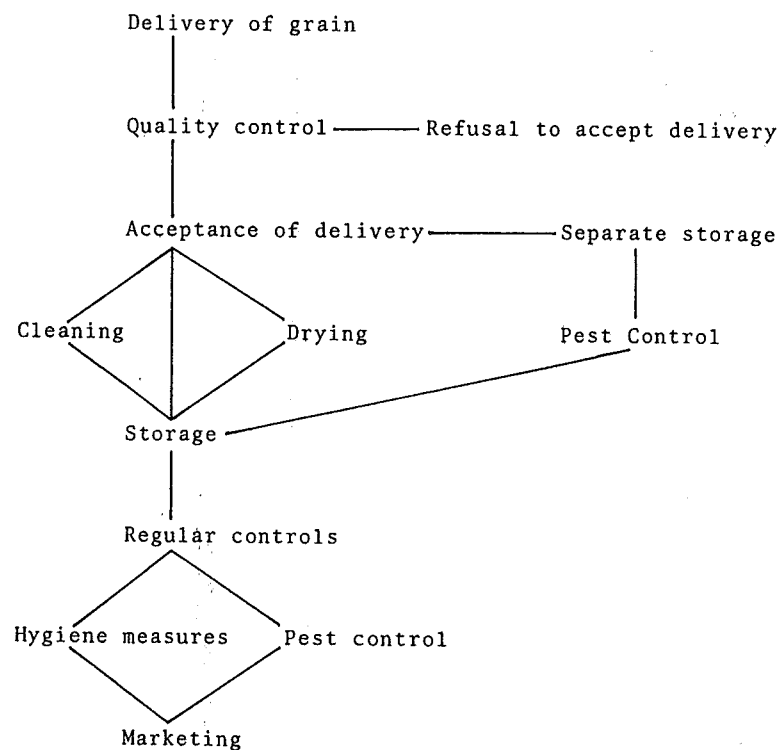 Delivery of grain
Quality control Refusal to accept delivery
Acceptance of delivery Separate storage
Cleaning Drying Pest Control
Storage
Regular controls
Hygiene measures Pest control
Marketing